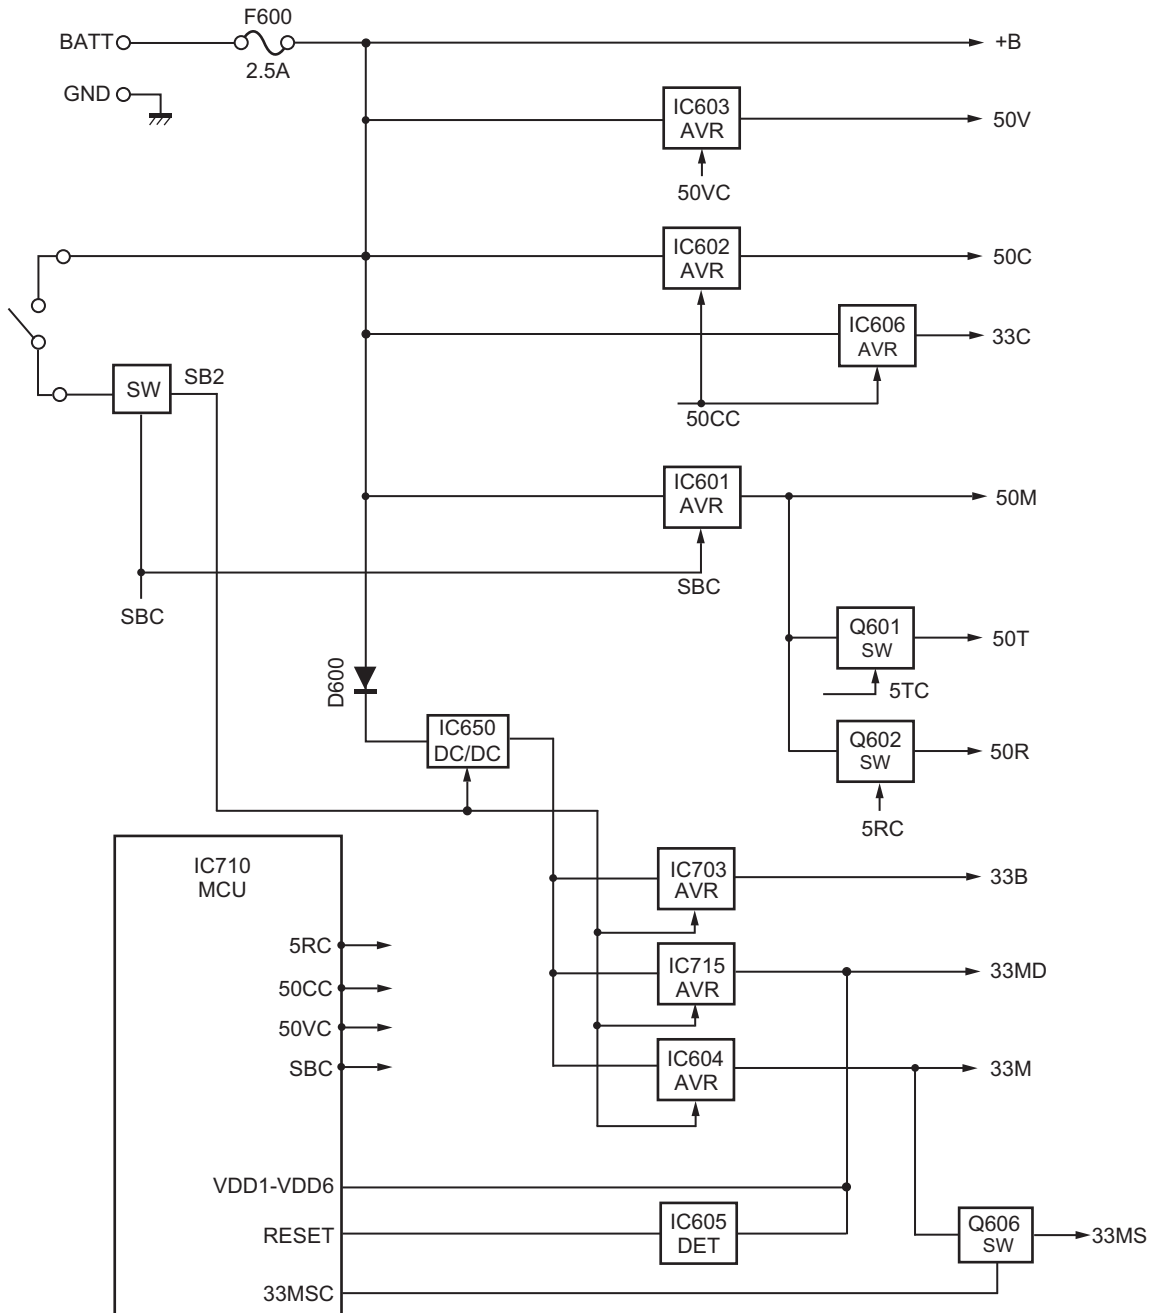 F600
BATT
2.5A
+B
GND
IC603
AVR
50V
50VC
IC602
AVR
50C
IC606
AVR
33C
50CC
SW
SB2
IC601
AVR
50M
SBC
SBC
Q601
SW
50T
5TC
D600
IC650
DC/DC
Q602
SW
50R
5RC
IC710
MCU
IC703
AVR
33B
5RC
IC715
AVR
33MD
50CC
50VC
SBC
IC604
AVR
33M
VDD1-VDD6
RESET
IC605
DET
Q606
SW
33MS
33MSC